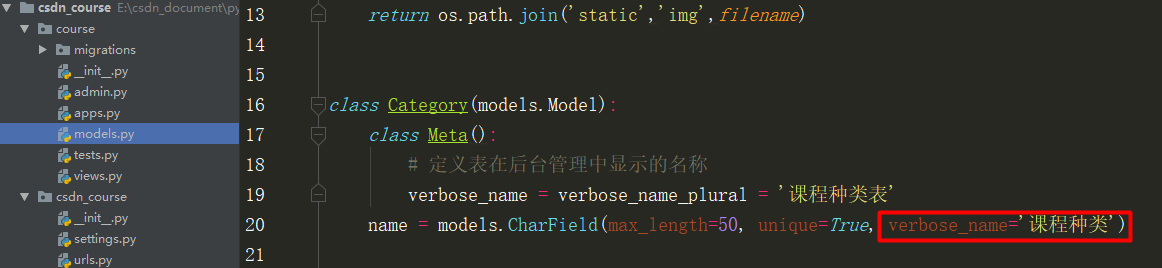 csdn_course E:\csdn_document\py
course
migrations
__init__.py
admin.py
apps.py
models.py
tests.py
views.py
csdn_course
__init__.py
settings.py
urls.py
13 return os.path.join('static','img',filename)
14
15
16 class Category(models.Model):
17 class Meta():
18 # 定义表在后台管理中显示的名称
19 verbose_name = verbose_name_plural = '课程种类表'
20 name = models.CharField(max_length=50, unique=True, verbose_name='课程种类')
21